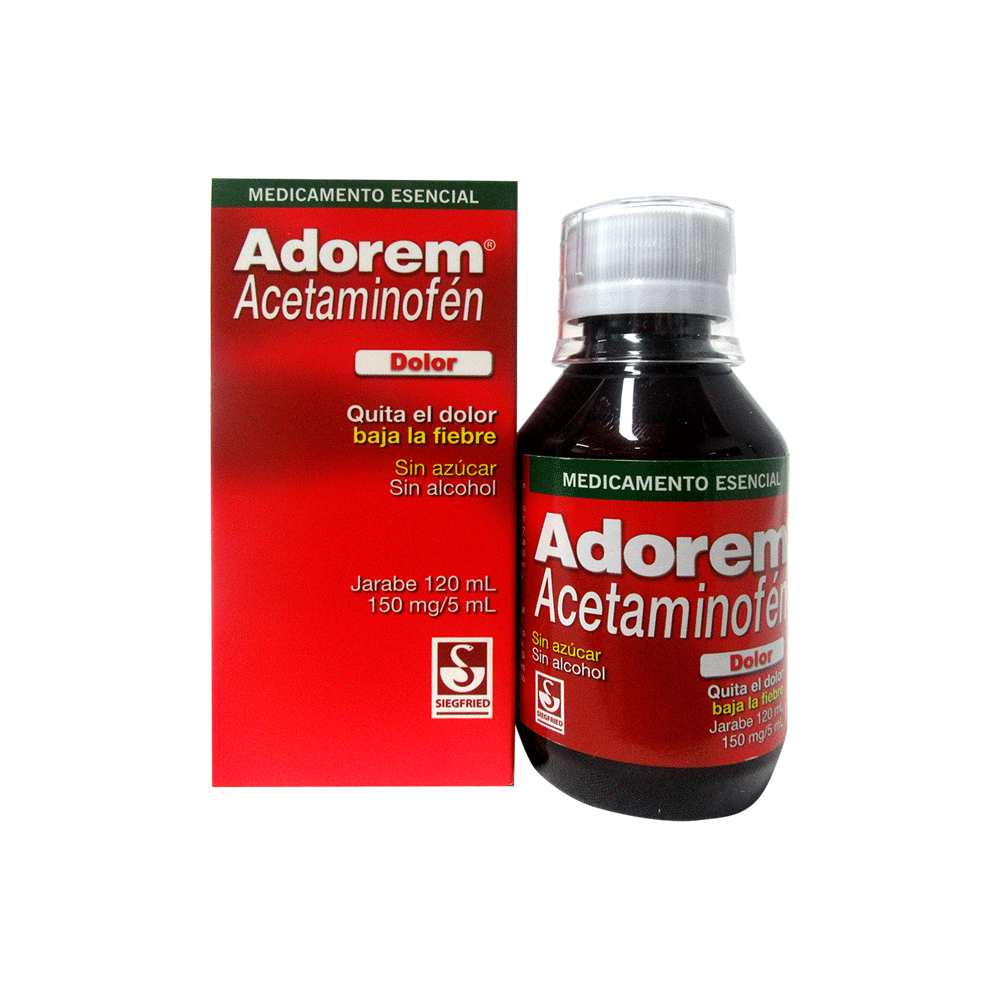 MEDICAMENTO ESENCIAL
Adorem®
Acetaminofén
Dolor
Quita el dolor
baja la fiebre
Sin azúcar
Sin alcohol
Jarabe 120 mL
150 mg/5 mL
SIEGFRIED
MEDICAMENTO ESENCIAL
Adorem
Acetaminofén
Sin azúcar
Sin alcohol
Dolor
Quita el dolor
baja la fiebre
Jarabe 120 mL
150 mg/5 mL
SIEGFRIED